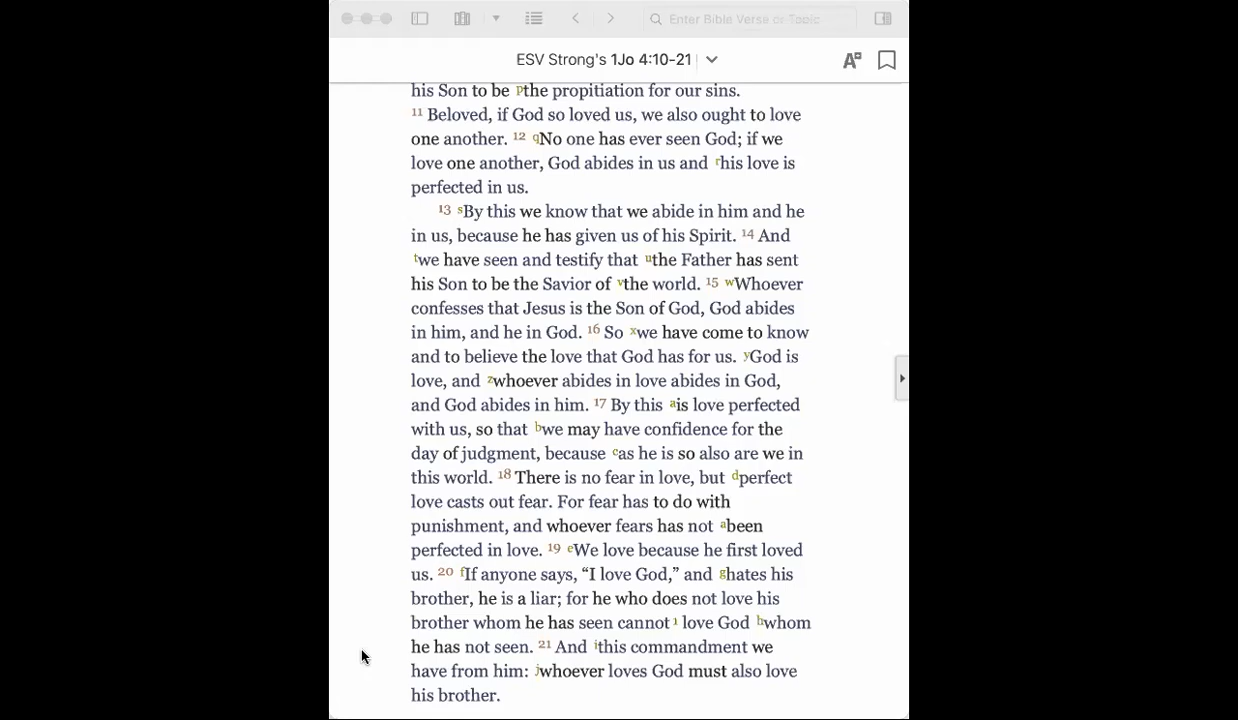 Enter Bible Verse or Topic
ESV Strong's 1Jo 4:10-21
his Son to be pthe propitiation for our sins.
11 Beloved, if God so loved us, we also ought to love
one another. 12 qNo one has ever seen God; if we
love one another, God abides in us and rhis love is
perfected in us.
13 sBy this we know that we abide in him and he
in us, because he has given us of his Spirit. 14 And
twe have seen and testify that uthe Father has sent
his Son to be the Savior of vthe world. 15 wWhoever
confesses that Jesus is the Son of God, God abides
in him, and he in God. 16 So xwe have come to know
and to believe the love that God has for us. yGod is
love, and zwhoever abides in love abides in God,
and God abides in him. 17 By this ais love perfected
with us, so that bwe may have confidence for the
day of judgment, because cas he is so also are we in
this world. 18 There is no fear in love, but dperfect
love casts out fear. For fear has to do with
punishment, and whoever fears has not abeen
perfected in love. 19 eWe love because he first loved
us. 20 fIf anyone says, “I love God,” and ghates his
brother, he is a liar; for he who does not love his
brother whom he has seen cannot 1 love God hwhom
he has not seen. 21 And ithis commandment we
have from him: jwhoever loves God must also love
his brother.